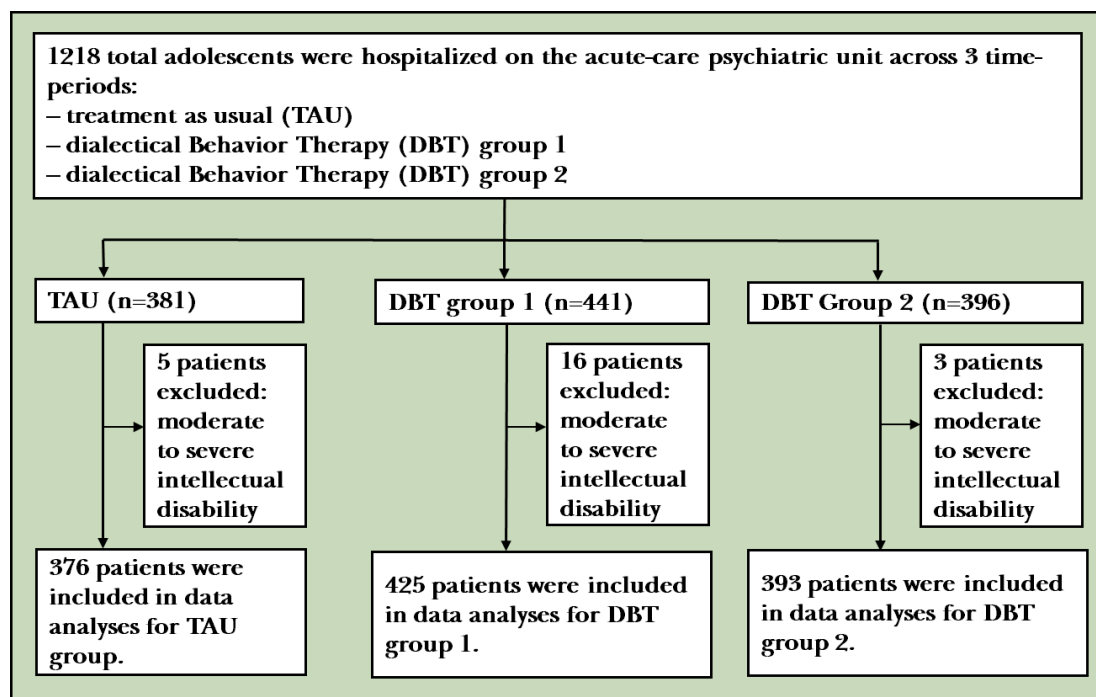 1218 total adolescents were hospitalized on the acute-care psychiatric unit across 3 time-
periods:
– treatment as usual (TAU)
– dialectical Behavior Therapy (DBT) group 1
– dialectical Behavior Therapy (DBT) group 2
TAU (n=381)
DBT group 1 (n=441)
DBT Group 2 (n=396)
5 patients
excluded:
moderate
to severe
intellectual
disability
16 patients
excluded:
moderate
to severe
intellectual
disability
3 patients
excluded:
moderate
to severe
intellectual
disability
376 patients were
included in data
analyses for TAU
group.
425 patients were included
in data analyses for DBT
group 1.
393 patients were included
in data analyses for DBT
group 2.